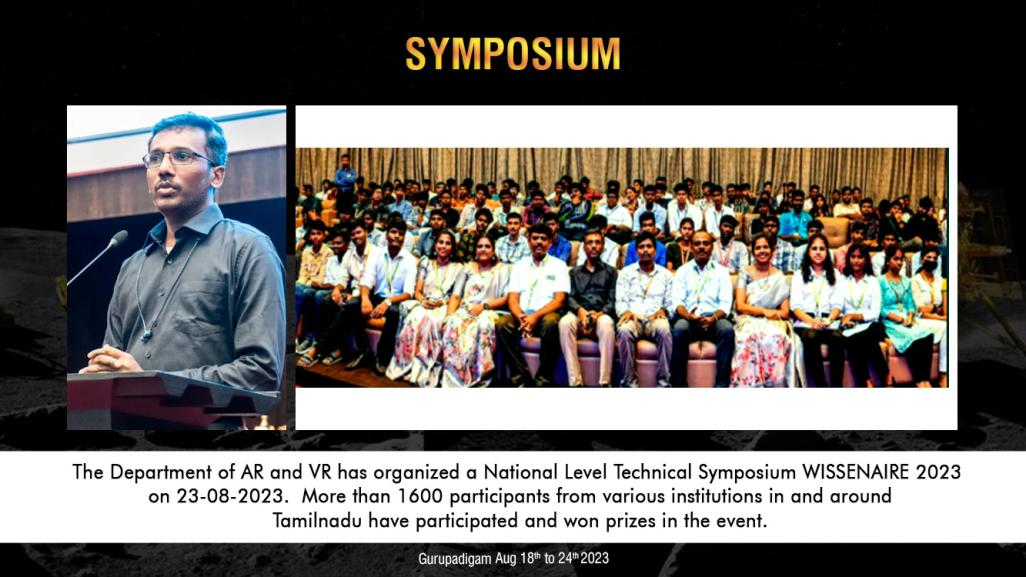 SYMPOSIUM
The Department of AR and VR has organized a National Level Technical Symposium WISSENAIRE 2023
on 23-08-2023. More than 1600 participants from various institutions in and around
Tamilnadu have participated and won prizes in the event.
Gurupadigam Aug 18th to 24th 2023